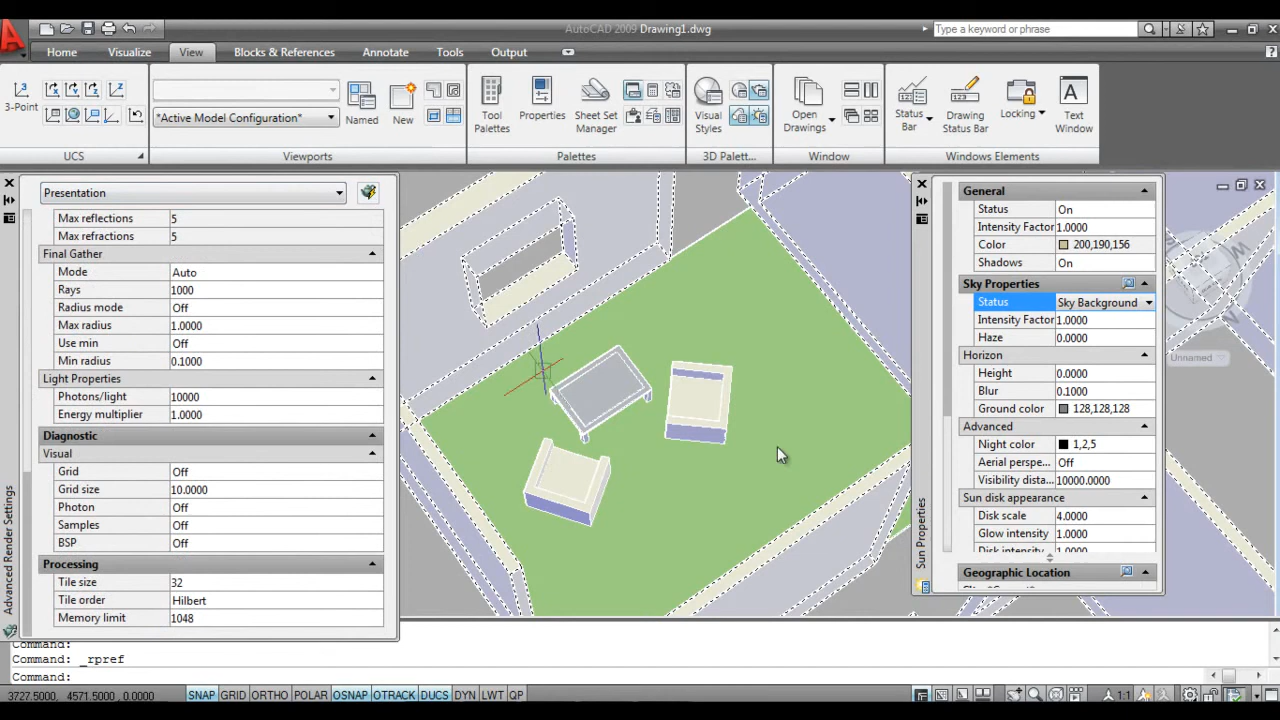 AutoCAD 2009 Drawing1.dwg
Type a keyword or phrase
Home Visualize View Blocks & References Annotate Tools Output
3-Point
*Active Model Configuration*
Named
New
Tool Palettes
Properties
Sheet Set Manager
Visual Styles
Open Drawings
Status Bar
Drawing Status Bar
Locking
Text Window
UCS Viewports Palettes 3D Palett... Window Windows Elements
Presentation
Max reflections 5
Max refractions 5
Final Gather
Mode Auto
Rays 1000
Radius mode Off
Max radius 1.0000
Use min Off
Min radius 0.1000
Light Properties
Photons/light 10000
Energy multiplier 1.0000
Diagnostic
Visual
Grid Off
Grid size 10.0000
Photon Off
Samples Off
BSP Off
Processing
Tile size 32
Tile order Hilbert
Memory limit 1048
Advanced Render Settings
General
Status On
Intensity Factor 1.0000
Color 200,190,156
Shadows On
Sky Properties
Status Sky Background
Intensity Factor 1.0000
Haze 0.0000
Horizon
Height 0.0000
Blur 0.1000
Ground color 128,128,128
Advanced
Night color 1,2,5
Aerial perspe... Off
Visibility dista... 10000.0000
Sun disk appearance
Disk scale 4.0000
Glow intensity 1.0000
Disk intensity 1.0000
Geographic Location
Sun Properties
W
Unnamed
Command:
Command: _rpref
Command:
3727.5000, 4571.5000, 0.0000 SNAP GRID ORTHO POLAR OSNAP OTRACK DUCS DYN LWT QP 1:1